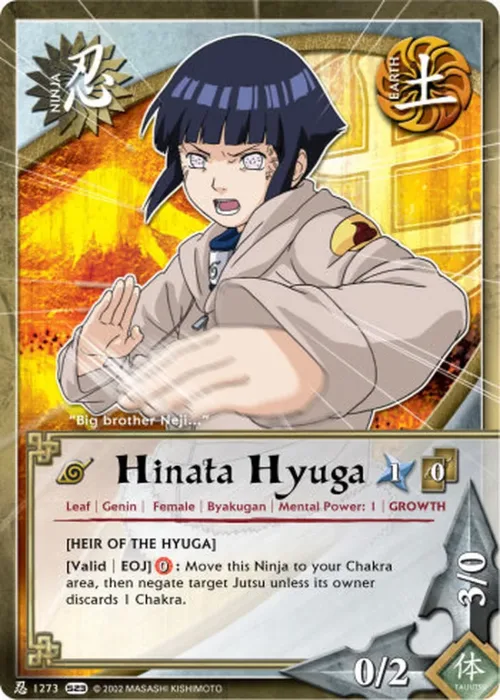 NINJA
忍
EARTH
土
"Big brother Neji..."
Hinata Hyuga 1 0
Leaf | Genin | Female | Byakugan | Mental Power: 1 | GROWTH
[HEIR OF THE HYUGA]
[Valid | EOJ] 0 : Move this Ninja to your Chakra
area, then negate target Jutsu unless its owner
discards 1 Chakra.
3/0
0/2
体
TAIJUTSU
忍 1273 S23 © 2002 MASASHI KISHIMOTO